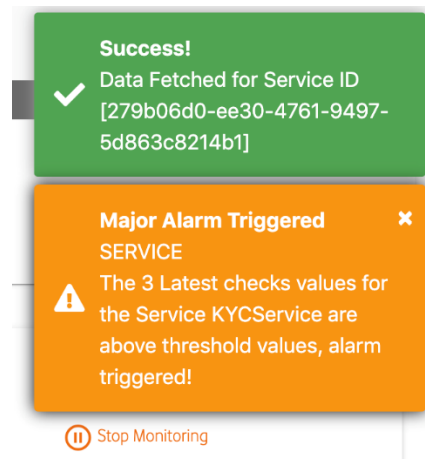 Success!
Data Fetched for Service ID
[279b06d0-ee30-4761-9497-
5d863c8214b1]
Major Alarm Triggered
SERVICE
The 3 Latest checks values for
the Service KYCService are
above threshold values, alarm
triggered!
Stop Monitoring